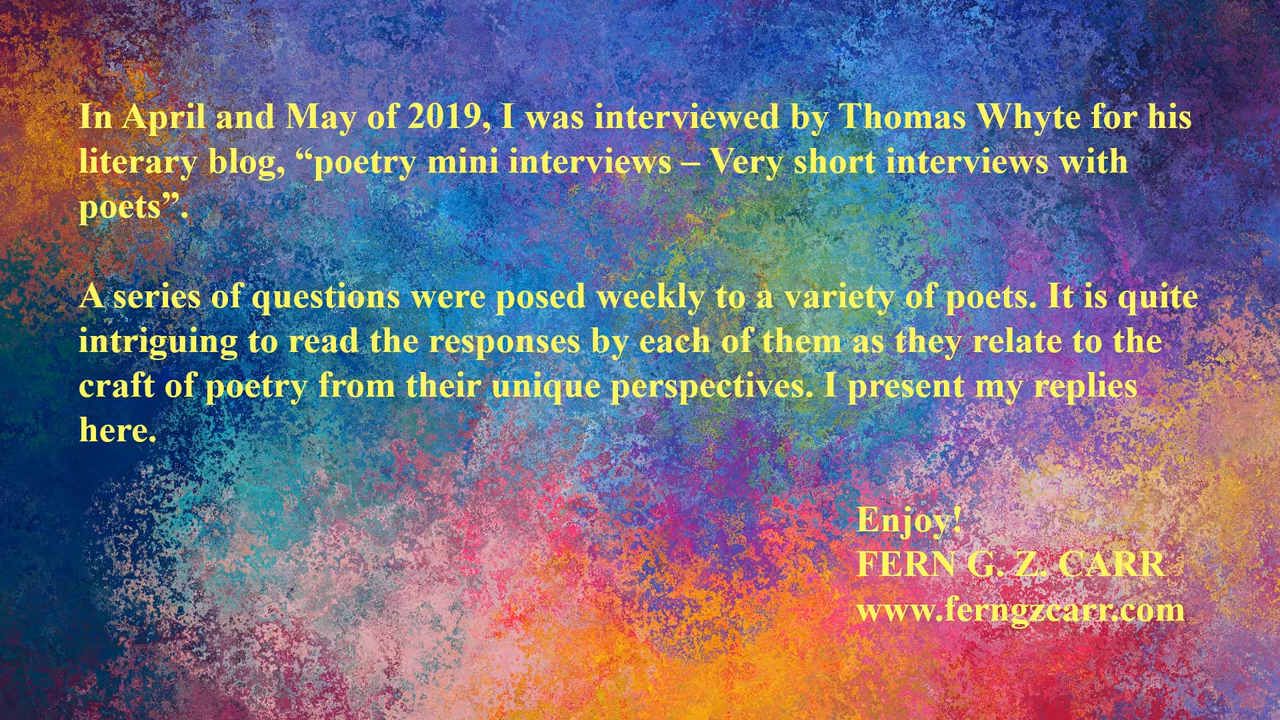 In April and May of 2019, I was interviewed by Thomas Whyte for his
literary blog, “poetry mini interviews – Very short interviews with
poets”.
A series of questions were posed weekly to a variety of poets. It is quite
intriguing to read the responses by each of them as they relate to the
craft of poetry from their unique perspectives. I present my replies
here.
Enjoy!
FERN G. Z. CARR
www.ferngzcarr.com